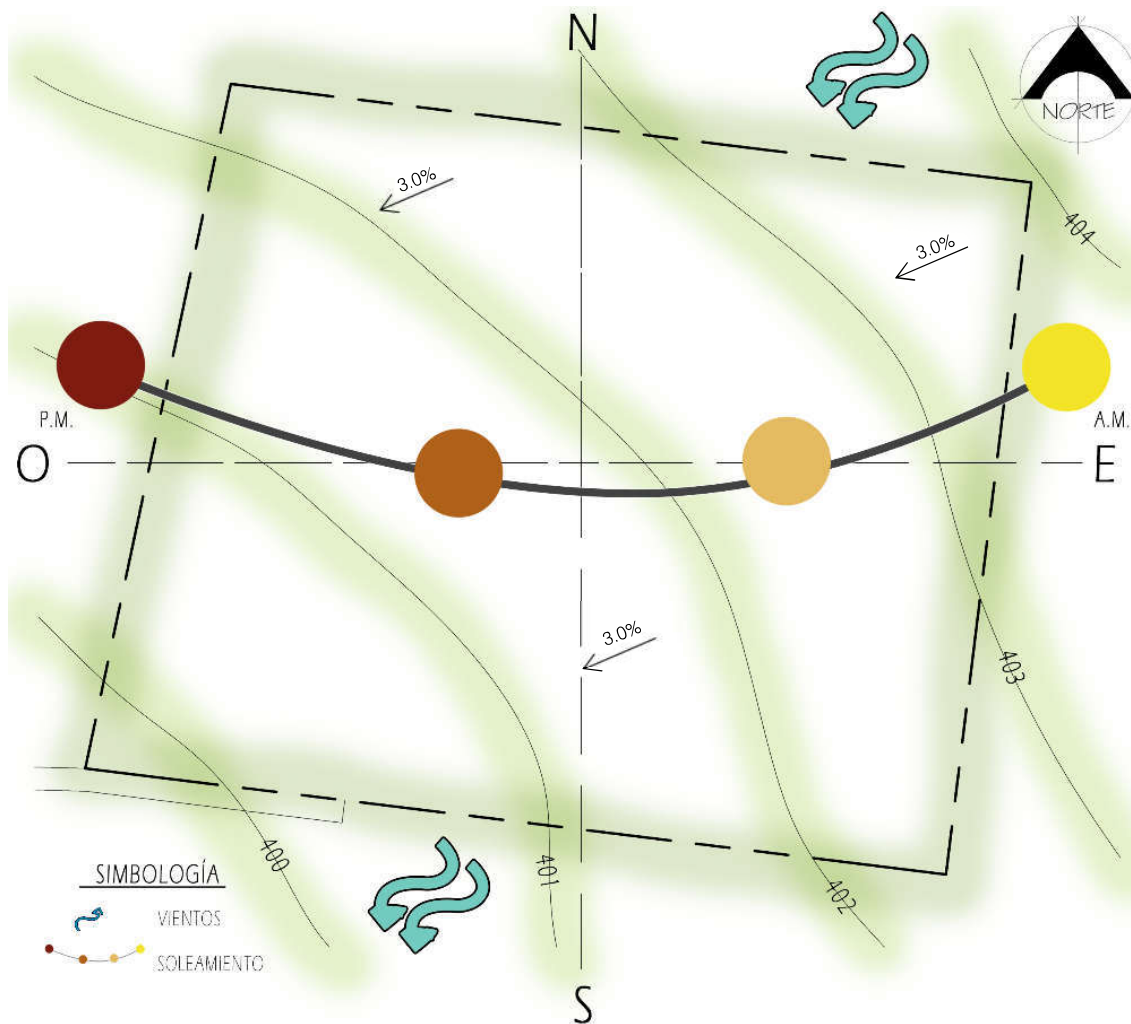 N
NORTE
3.0%
404
3.0%
P.M.
A.M.
O
E
3.0%
403
400
401
402
SIMBOLOGÍA
VIENTOS
SOLEAMIENTO
S